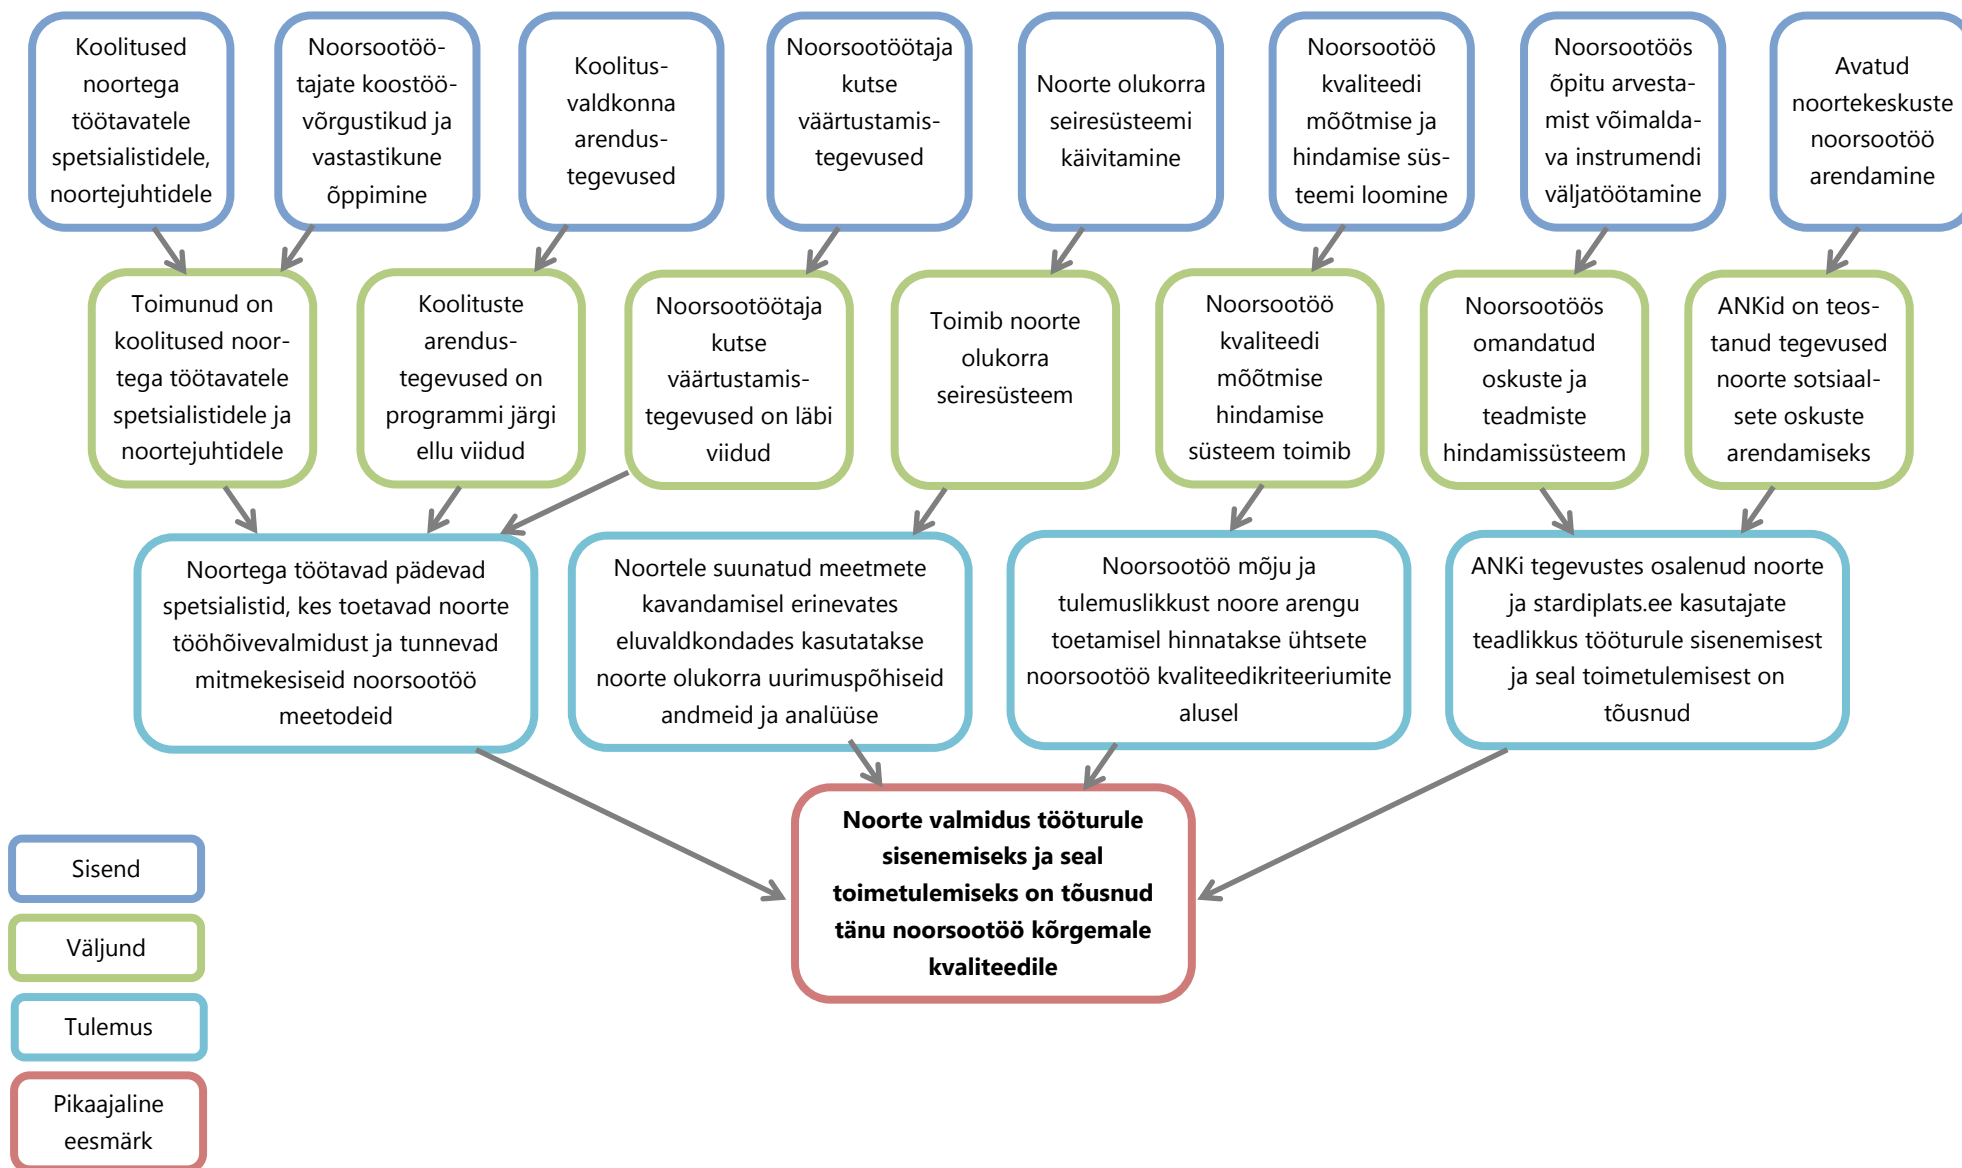 Koolitused
noortega
töötavatele
spetsialistidele,
noortejuhtidele
Noorsootöö-
tajate koostöö-
võrgustikud ja
vastastikune
õppimine
Koolitus-
valdkonna
arendus-
tegevused
Noorsootöötaja
kutse
väärtustamis-
tegevused
Noorte olukorra
seiresüsteemi
käivitamine
Noorsootöö
kvaliteedi
mõõtmise ja
hindamise süs-
teemi loomine
Noorsootöös
õpitu arvesta-
mist võimalda-
va instrumendi
väljatöötamine
Avatud
noortekeskuste
noorsootöö
arendamine
Toimunud on
koolitused noor-
tega töötavatele
spetsialistidele ja
noortejuhtidele
Koolituste
arendus-
tegevused on
programmi järgi
ellu viidud
Noorsootöötaja
kutse
väärtustamis-
tegevused on läbi
viidud
Toimib noorte
olukorra
seiresüsteem
Noorsootöö
kvaliteedi
mõõtmise
hindamise
süsteem toimib
Noorsootöös
omandatud
oskuste ja
teadmiste
hindamissüsteem
ANKid on teos-
tanud tegevused
noorte sotsiaal-
sete oskuste
arendamiseks
Noortega töötavad pädevad
spetsialistid, kes toetavad noorte
tööhõivevalmidust ja tunnevad
mitmekesiseid noorsootöö
meetodeid
Noortele suunatud meetmete
kavandamisel erinevates
eluvaldkondades kasutatakse
noorte olukorra uurimuspõhiseid
andmeid ja analüüse
Noorsootöö mõju ja
tulemuslikkust noore arengu
toetamisel hinnatakse ühtsete
noorsootöö kvaliteedikriteeriumite
alusel
ANKi tegevustes osalenud noorte
ja stardiplats.ee kasutajate
teadlikkus tööturule sisenemisest
ja seal toimetulemisest on
tõusnud
Noorte valmidus tööturule
sisenemiseks ja seal
toimetulemiseks on tõusnud
tänu noorsootöö kõrgemale
kvaliteedile
Sisend
Väljund
Tulemus
Pikaajaline
eesmärk